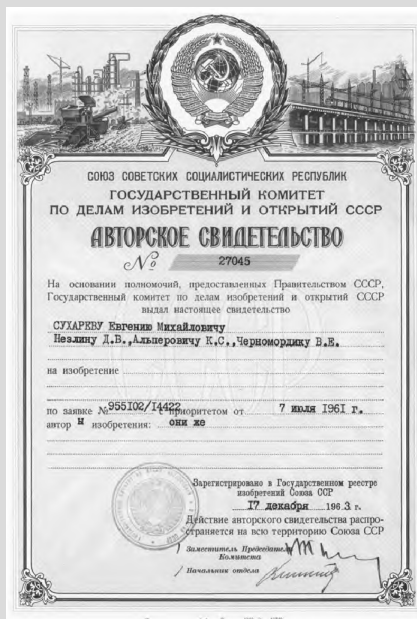 СОЮЗ СОВЕТСКИХ СОЦИАЛИСТИЧЕСКИХ РЕСПУБЛИК
ГОСУДАРСТВЕННЫЙ КОМИТЕТ
ПО ДЕЛАМ ИЗОБРЕТЕНИЙ И ОТКРЫТИЙ СССР
АВТОРСКОЕ СВИДЕТЕЛЬСТВО
№ 27045
На основании полномочий, предоставленных Правительством СССР,
Государственный комитет по делам изобретений и открытий СССР
выдал настоящее свидетельство
СУХАРЕВУ Евгению Михайловичу
Незлину Д.В.,Альперовичу К.С.,Черномордику В.Е.
на изобретение
по заявке №955102/14422 с приоритетом от 7 июля 1961 г.
автор ы изобретения: они же
Зарегистрировано в Государственном реестре
изобретений Союза ССР
17 декабря 1963 г.
Действие авторского свидетельства распро-
страняется на всю территорию Союза ССР
Заместитель Председателя
Комитета
Начальник отдела